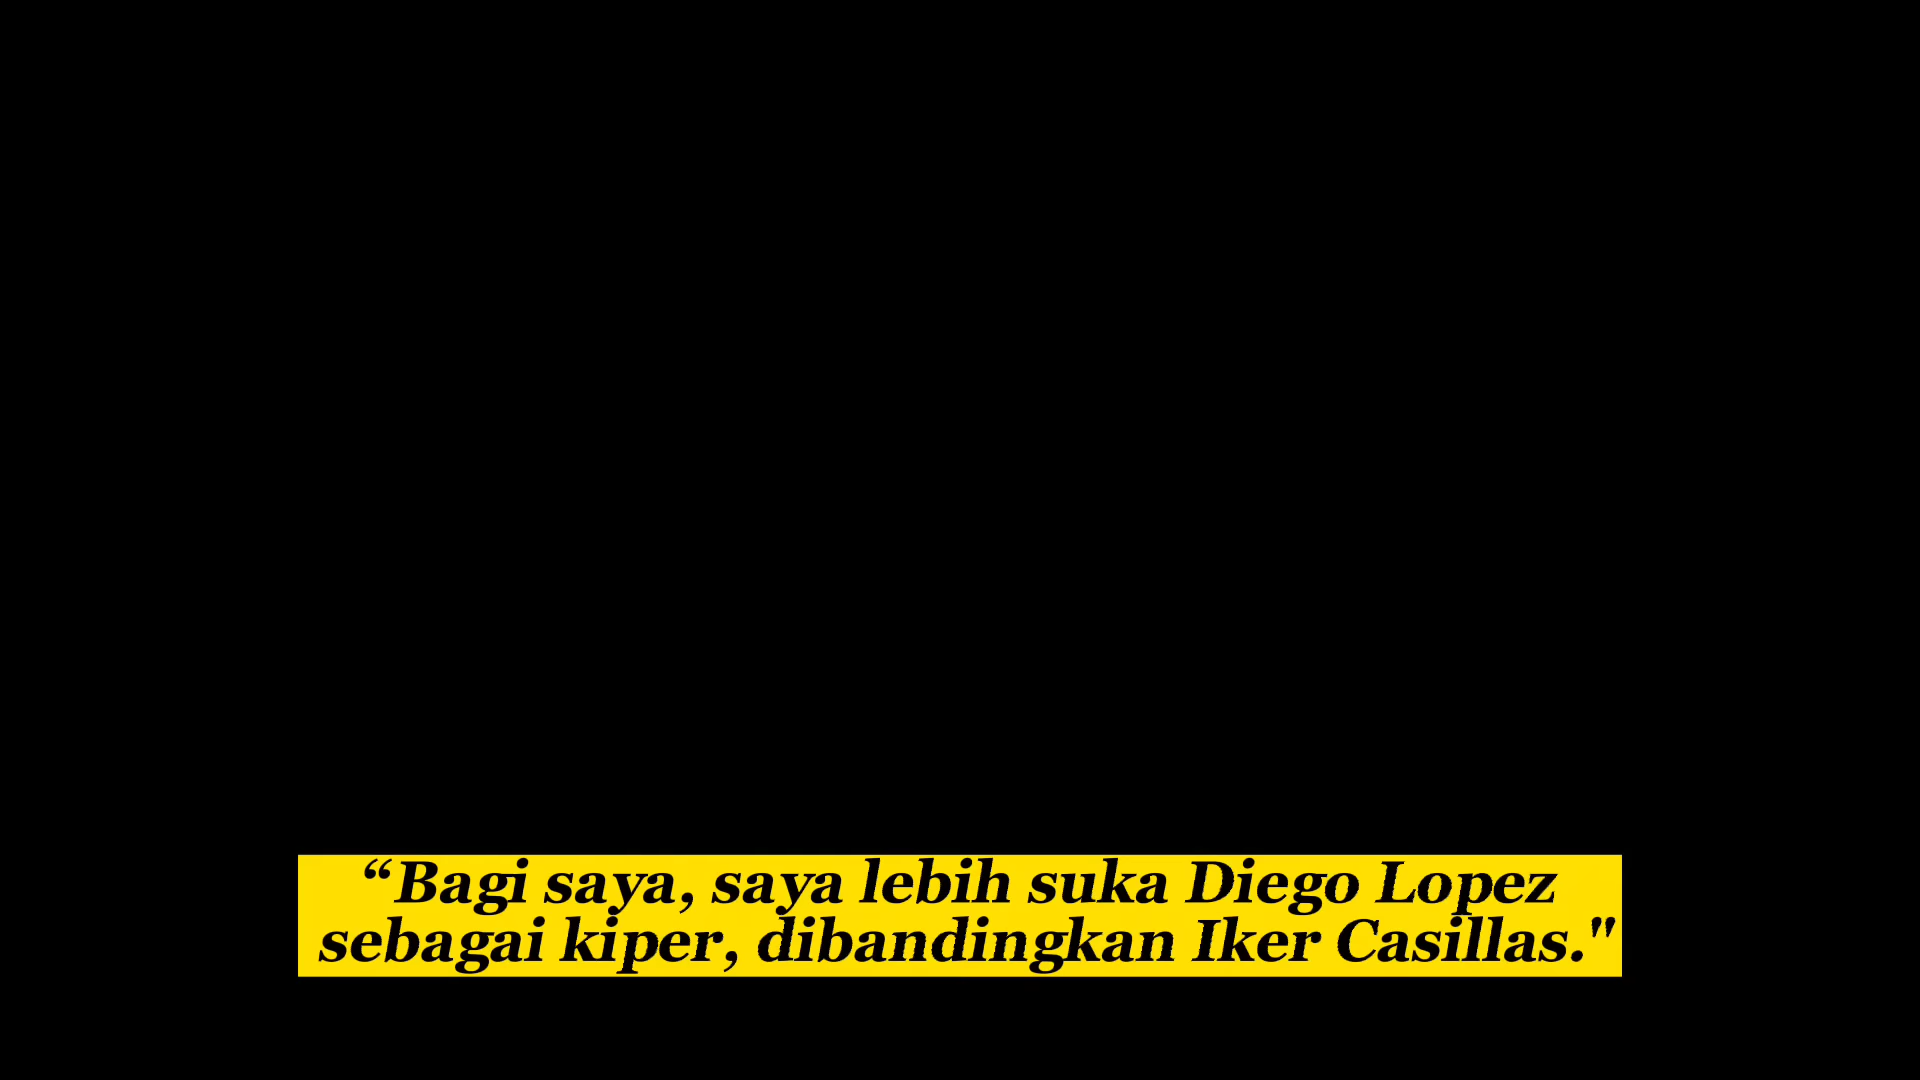 “Bagi saya, saya lebih suka Diego Lopez
sebagai kiper, dibandingkan Iker Casillas."